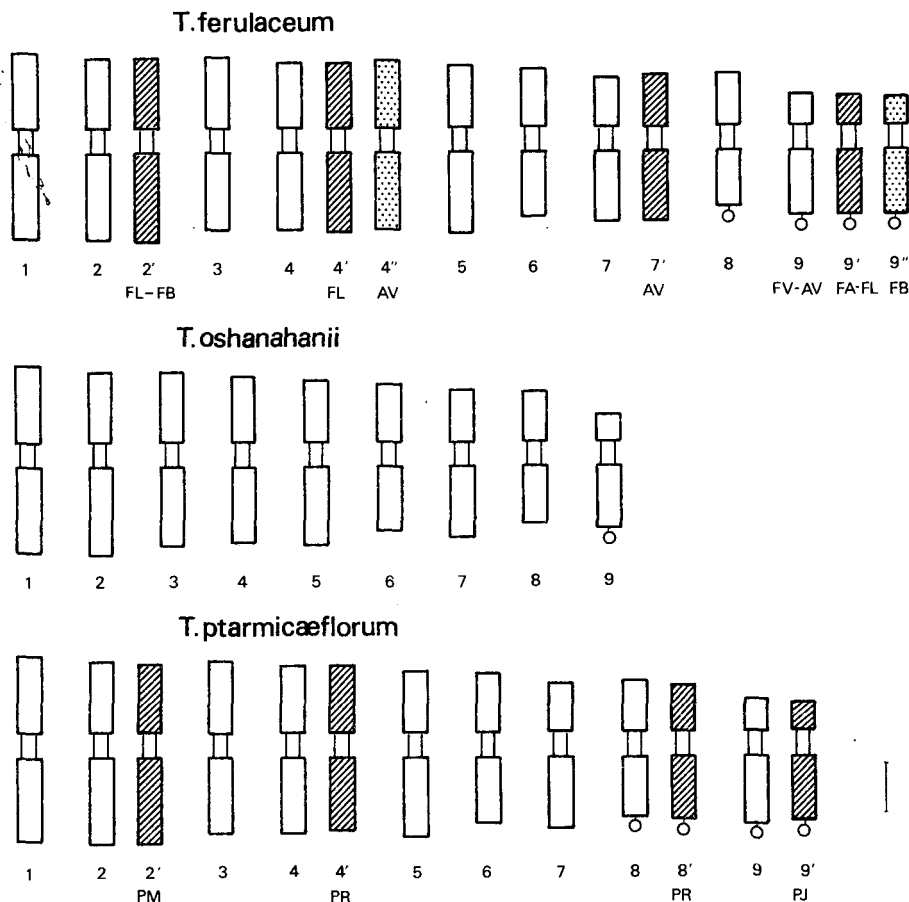 T.ferulaceum
1 2 2' 3 4 4' 4'' 5 6 7 7' 8 9 9' 9''
FL-FB FL AV AV FV-AV FA-FL FB
T.oshanahanii
1 2 3 4 5 6 7 8 9
T.ptarmicæflorum
1 2 2' 3 4 4' 5 6 7 8 8' 9 9'
PM PR PR PJ